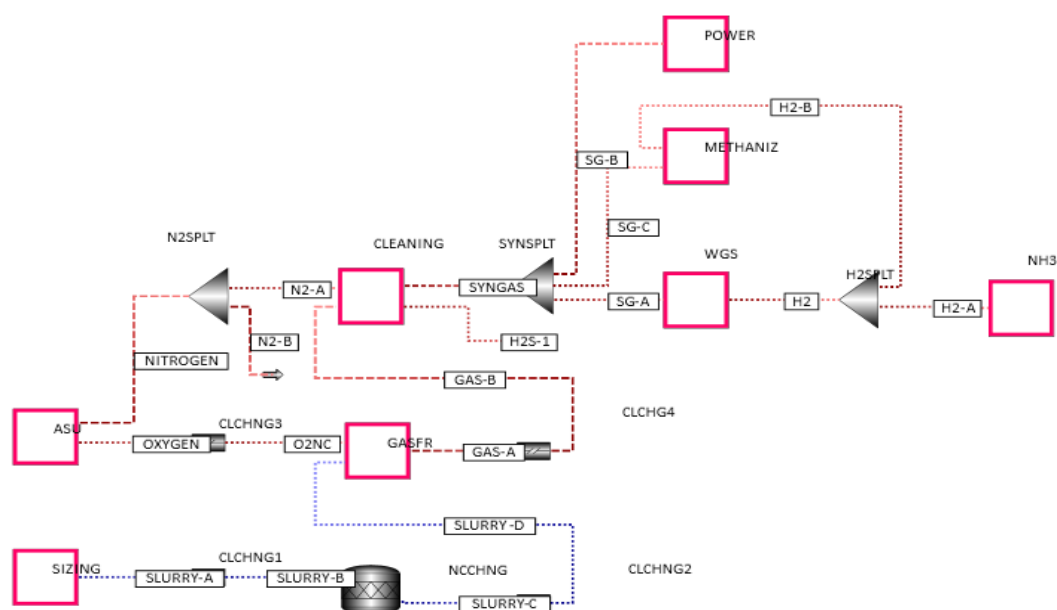 POWER
H2-B
METHANIZ
SG-B
SG-C
N2SPLT
CLEANING
SYNSPLT
WGS
NH3
H2SPLT
N2-A
SYNGAS
SG-A
H2
H2-A
N2-B
H2S-1
NITROGEN
GAS-B
CLCHG4
ASU
CLCHNG3
OXYGEN
O2NC
GASFR
GAS-A
SLURRY-D
SIZING
CLCHNG1
NCCHNG
CLCHNG2
SLURRY-A
SLURRY-B
SLURRY-C